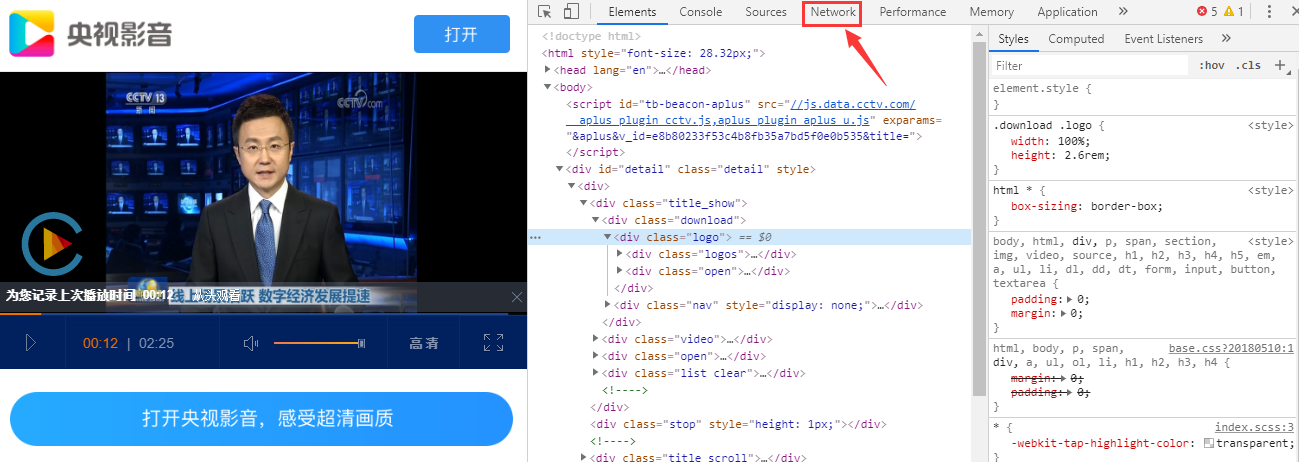 央视影音
打开
CCTV 13
新闻
CCTV.com
为您记录上次播放时间 00:12
数字经济发展提速
00:12 | 02:25
高清
打开央视影音，感受超清画质
Elements Console Sources Network Performance Memory Application » 5 1
<!doctype html>
<html style="font-size: 28.32px;">
<head lang="en">…</head>
<body>
<script id="tb-beacon-aplus" src="//js.data.cctv.com/
__aplus_plugin_cctv.js,aplus_plugin_aplus_u.js" exparams=
"&aplus&v_id=e8b80233f53c4b8fb35a7bd5f0e0b535&title=">
</script>
<div id="detail" class="detail" style>
<div>
<div class="title_show">
<div class="download">
… <div class="logo"> == $0
<div class="logos">…</div>
<div class="open">…</div>
</div>
<div class="nav" style="display: none;">…</div>
</div>
<div class="video">…</div>
<div class="open">…</div>
<div class="list clear">…</div>
<!---->
</div>
<div class="stop" style="height: 1px;"></div>
<!---->
<div class="title_scroll">…</div>
Styles Computed Event Listeners »
Filter :hov .cls +
element.style {
}
.download .logo { <style>
width: 100%;
height: 2.6rem;
}
html * { <style>
box-sizing: border-box;
}
body, html, div, p, span, section, <style>
img, video, source, h1, h2, h3, h4, h5, em,
a, ul, li, dl, dd, dt, form, input, button,
textarea {
padding: 0;
margin: 0;
}
html, body, p, span, base.css?20180510:1
div, a, ul, ol, li, h1, h2, h3, h4 {
margin: 0;
padding: 0;
}
* { index.scss:3
-webkit-tap-highlight-color: transparent;
}